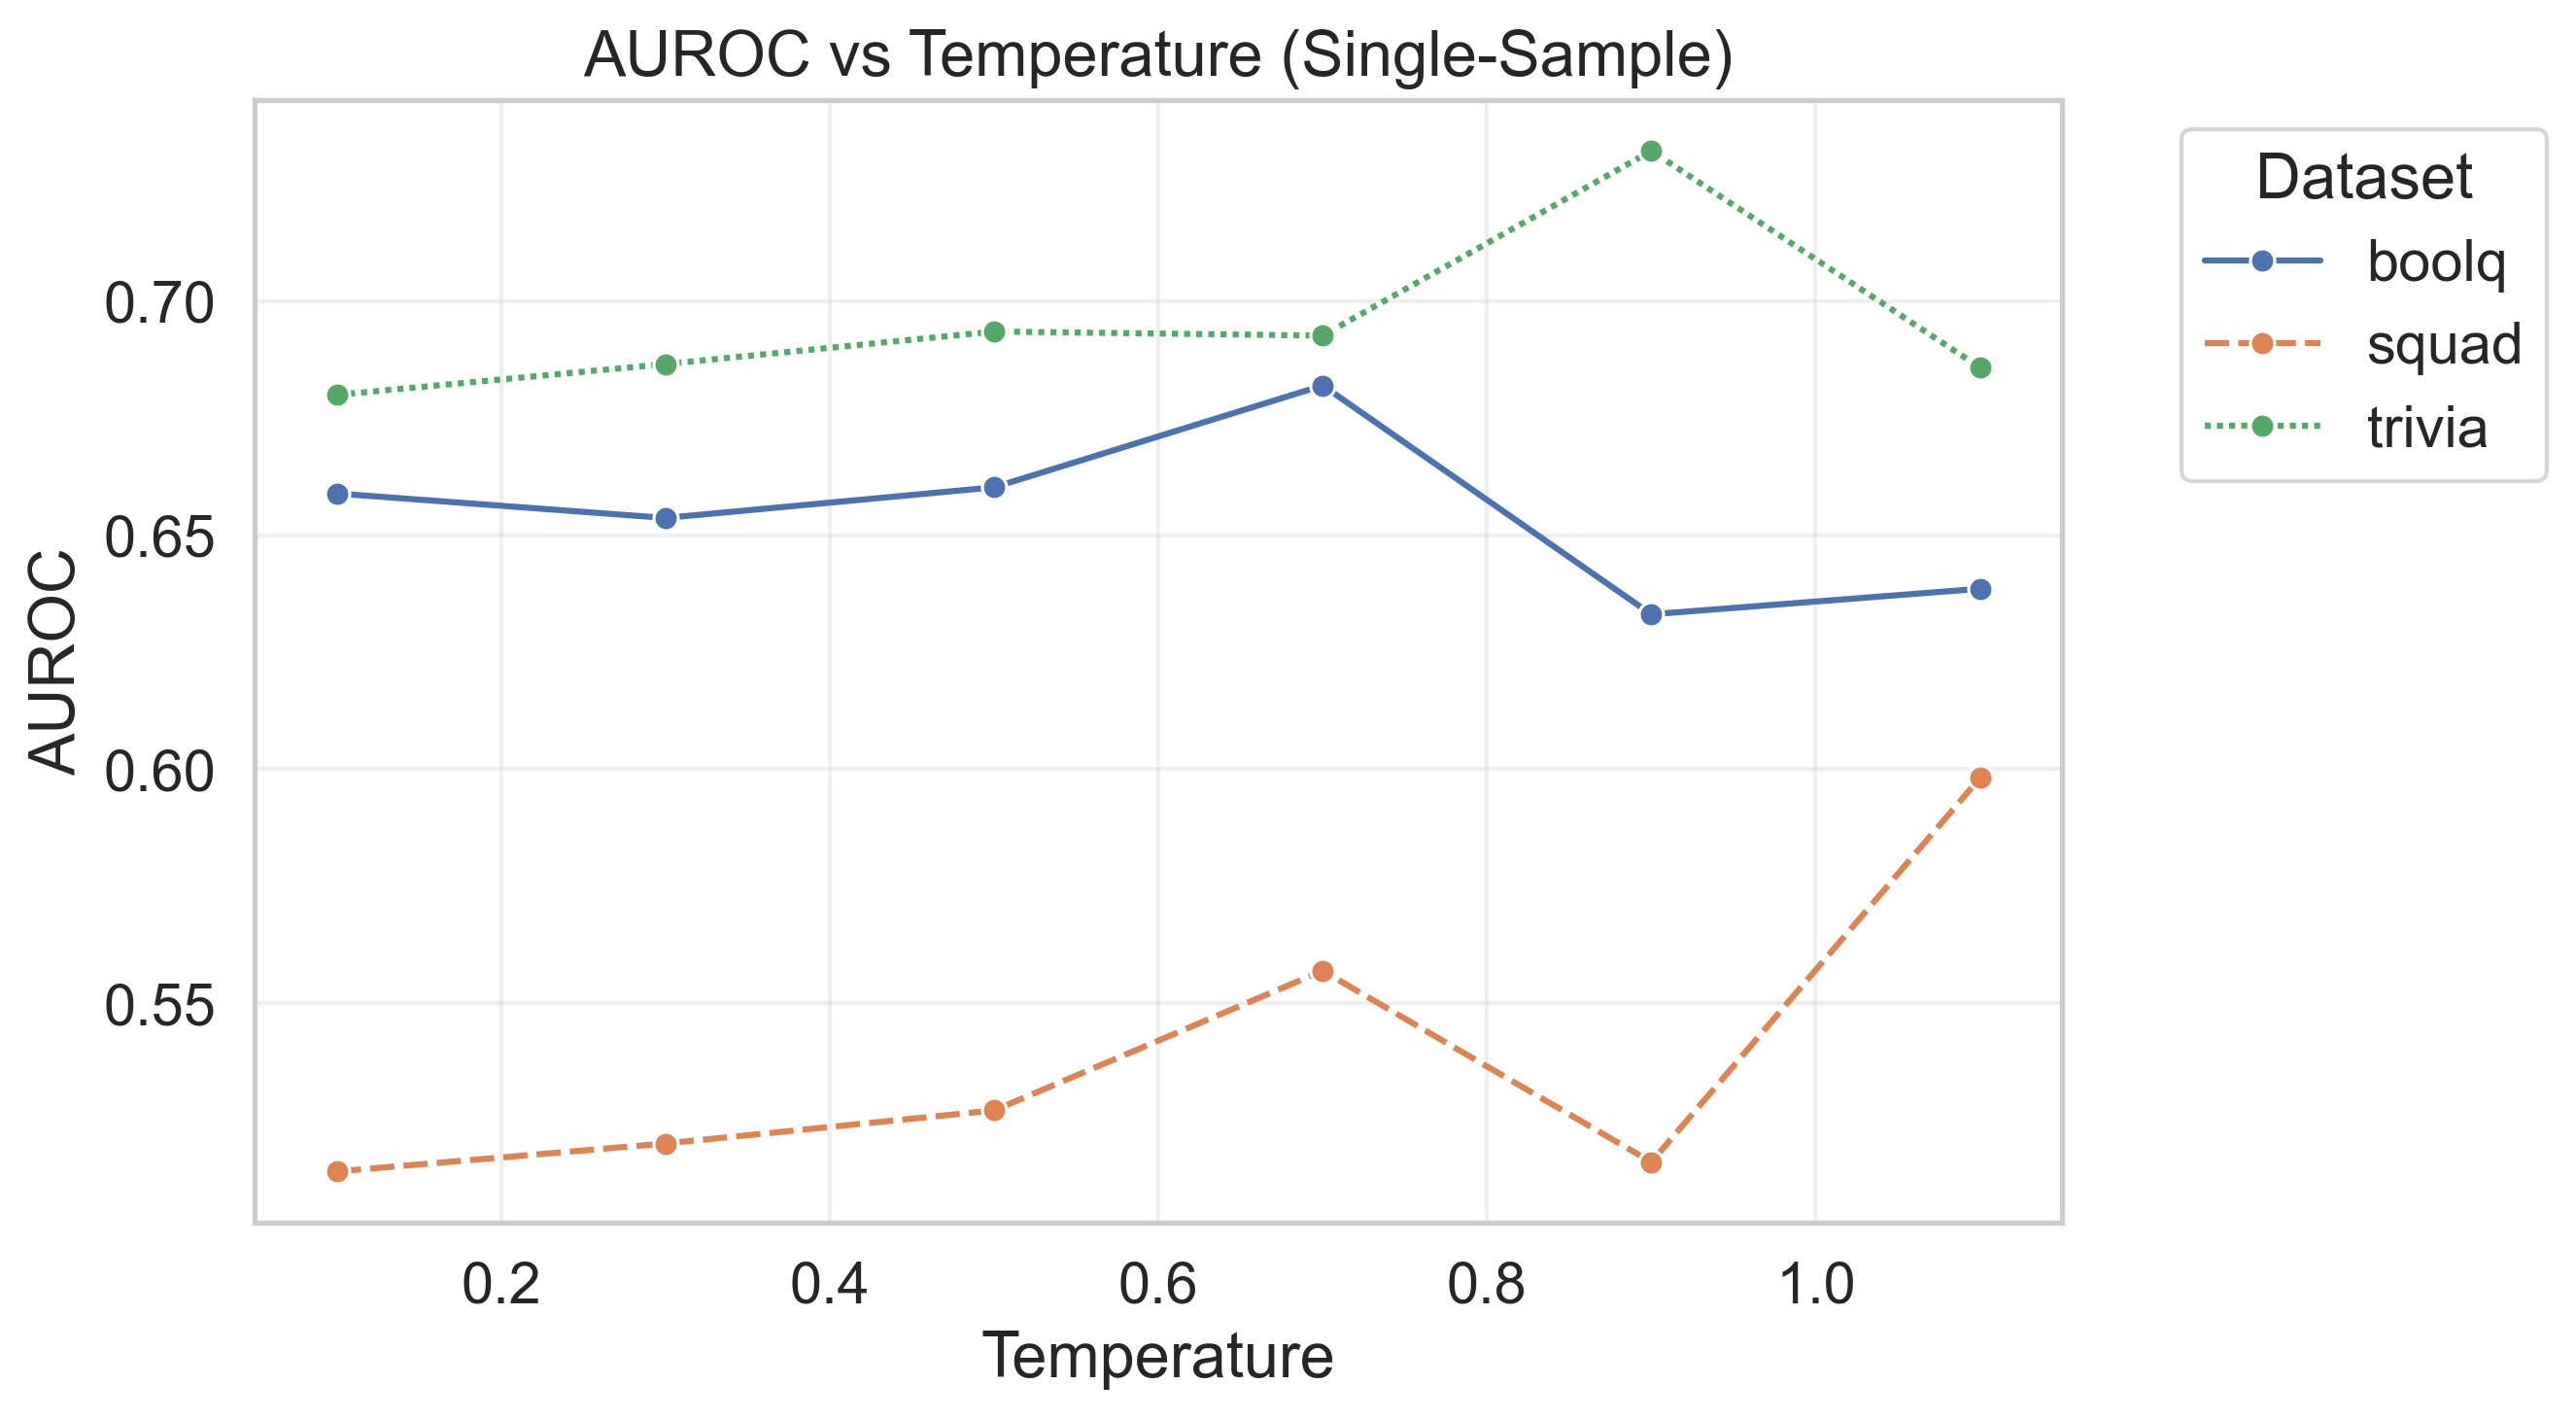 AUROC vs Temperature (Single-Sample)
AUROC
0.70
0.65
0.60
0.55
0.2
0.4
0.6
0.8
1.0
Temperature
Dataset
boolq
squad
trivia